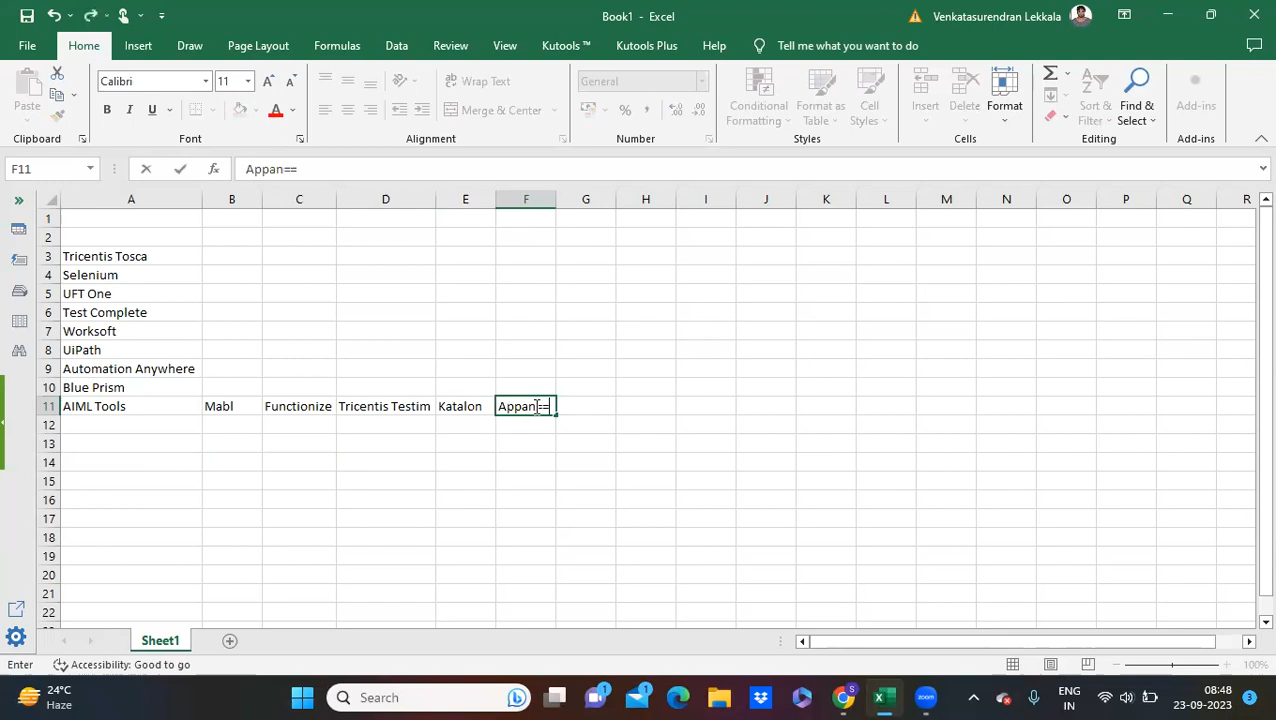 Book1 - Excel
Venkatasurendran Lekkala
File Home Insert Draw Page Layout Formulas Data Review View Kutools ™ Kutools Plus Help Tell me what you want to do
Paste
Calibri 11
B I U
A
Wrap Text
Merge & Center
General
Conditional Formatting
Format as Table
Cell Styles
Insert
Delete
Format
Sort & Filter
Find & Select
Add-ins
Clipboard Font Alignment Number Styles Cells Editing Add-ins
F11 fx Appan==
A B C D E F G H I J K L M N O P Q R
1
2
3 Tricentis Tosca
4 Selenium
5 UFT One
6 Test Complete
7 Worksoft
8 UiPath
9 Automation Anywhere
10 Blue Prism
11 AIML Tools Mabl Functionize Tricentis Testim Katalon Appan==
12
13
14
15
16
17
18
19
20
21
22
Sheet1
Enter Accessibility: Good to go 100%
24°C
Haze
Search
1
1
zoom
ENG
IN
08:48
23-09-2023
3